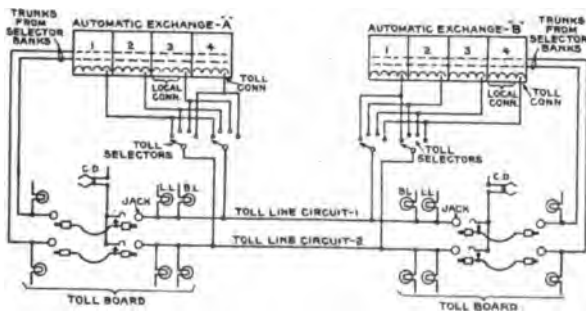 TRUNKS
FROM
SELECTOR
BANKS
AUTOMATIC EXCHANGE-"A"
1 2 3 4
LOCAL
CONN.
TOLL
CONN
TOLL
SELECTORS
C.D.
JACK
L.L.
B.L
TOLL BOARD
TOLL LINE CIRCUIT-1
TOLL LINE CIRCUIT-2
AUTOMATIC EXCHANGE-"B"
TRUNKS
FROM
SELECTOR
BANKS
1 2 3 4
LOCAL
CONN.
TOLL
CONN
TOLL
SELECTORS
C.D.
B.L
L.L.
JACK
TOLL BOARD